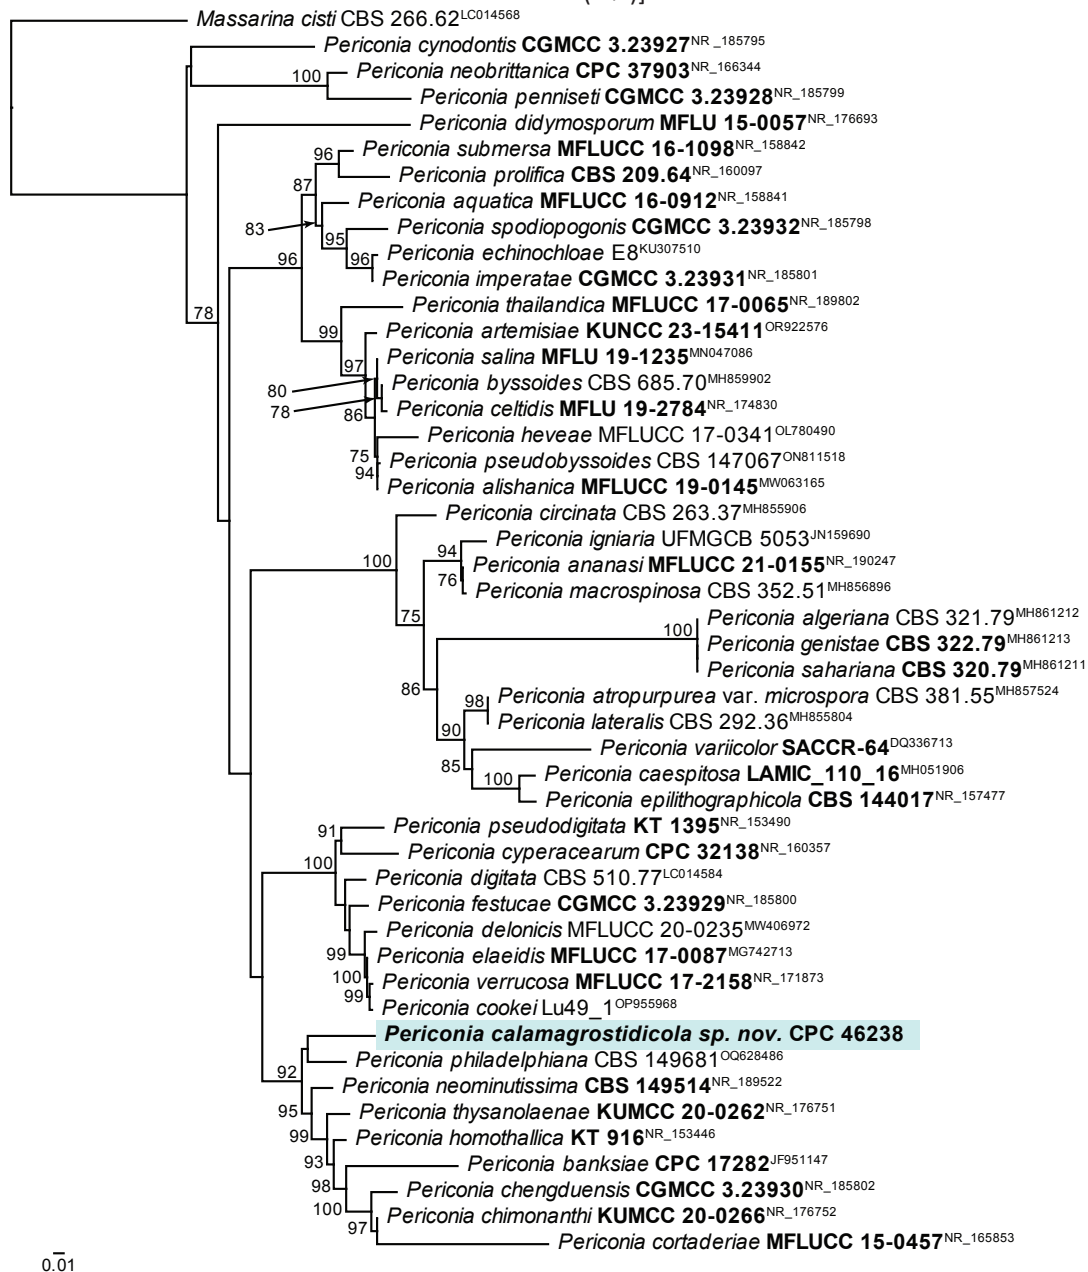 Massarina cisti CBS 266.62LC014568
Periconia cynodontis CGMCC 3.23927NR_185795
100 Periconia neobrittanica CPC 37903NR_166344
Periconia penniseti CGMCC 3.23928NR_185799
Periconia didymosporum MFLU 15-0057NR_176693
96 Periconia submersa MFLUCC 16-1098NR_158842
Periconia prolifica CBS 209.64NR_160097
87
Periconia aquatica MFLUCC 16-0912NR_158841
83
Periconia spodiopogonis CGMCC 3.23932NR_185798
95
Periconia echinochloae E8KU307510
96 96
Periconia imperatae CGMCC 3.23931NR_185801
Periconia thailandica MFLUCC 17-0065NR_189802
78
99 Periconia artemisiae KUNCC 23-15411OR922576
Periconia salina MFLU 19-1235MN047086
97
80 Periconia byssoides CBS 685.70MH859902
78 Periconia celtidis MFLU 19-2784NR_174830
86
Periconia heveae MFLUCC 17-0341OL780490
75 Periconia pseudobyssoides CBS 147067ON811518
94
Periconia alishanica MFLUCC 19-0145MW063165
Periconia circinata CBS 263.37MH855906
Periconia igniaria UFMGCB 5053JN159690
94
100 Periconia ananasi MFLUCC 21-0155NR_190247
76
Periconia macrospinosa CBS 352.51MH856896
75 Periconia algeriana CBS 321.79MH861212
100 Periconia genistae CBS 322.79MH861213
Periconia sahariana CBS 320.79MH861211
86
98 Periconia atropurpurea var. microspora CBS 381.55MH857524
Periconia lateralis CBS 292.36MH855804
90
Periconia variicolor SACCR-64DQ336713
85
100 Periconia caespitosa LAMIC_110_16MH051906
Periconia epilithographicola CBS 144017NR_157477
91 Periconia pseudodigitata KT 1395NR_153490
Periconia cyperacearum CPC 32138NR_160357
100
Periconia digitata CBS 510.77LC014584
Periconia festucae CGMCC 3.23929NR_185800
Periconia delonicis MFLUCC 20-0235MW406972
99 Periconia elaeidis MFLUCC 17-0087MG742713
100 Periconia verrucosa MFLUCC 17-2158NR_171873
99
Periconia cookei Lu49_1OP955968
Periconia calamagrostidicola sp. nov. CPC 46238
Periconia philadelphiana CBS 149681OQ628486
92
Periconia neominutissima CBS 149514NR_189522
95 Periconia thysanolaenae KUMCC 20-0262NR_176751
99 Periconia homothallica KT 916NR_153446
93 Periconia banksiae CPC 17282JF951147
98 Periconia chengduensis CGMCC 3.23930NR_185802
100 Periconia chimonanthi KUMCC 20-0266NR_176752
97
Periconia cortaderiae MFLUCC 15-0457NR_165853
0.01